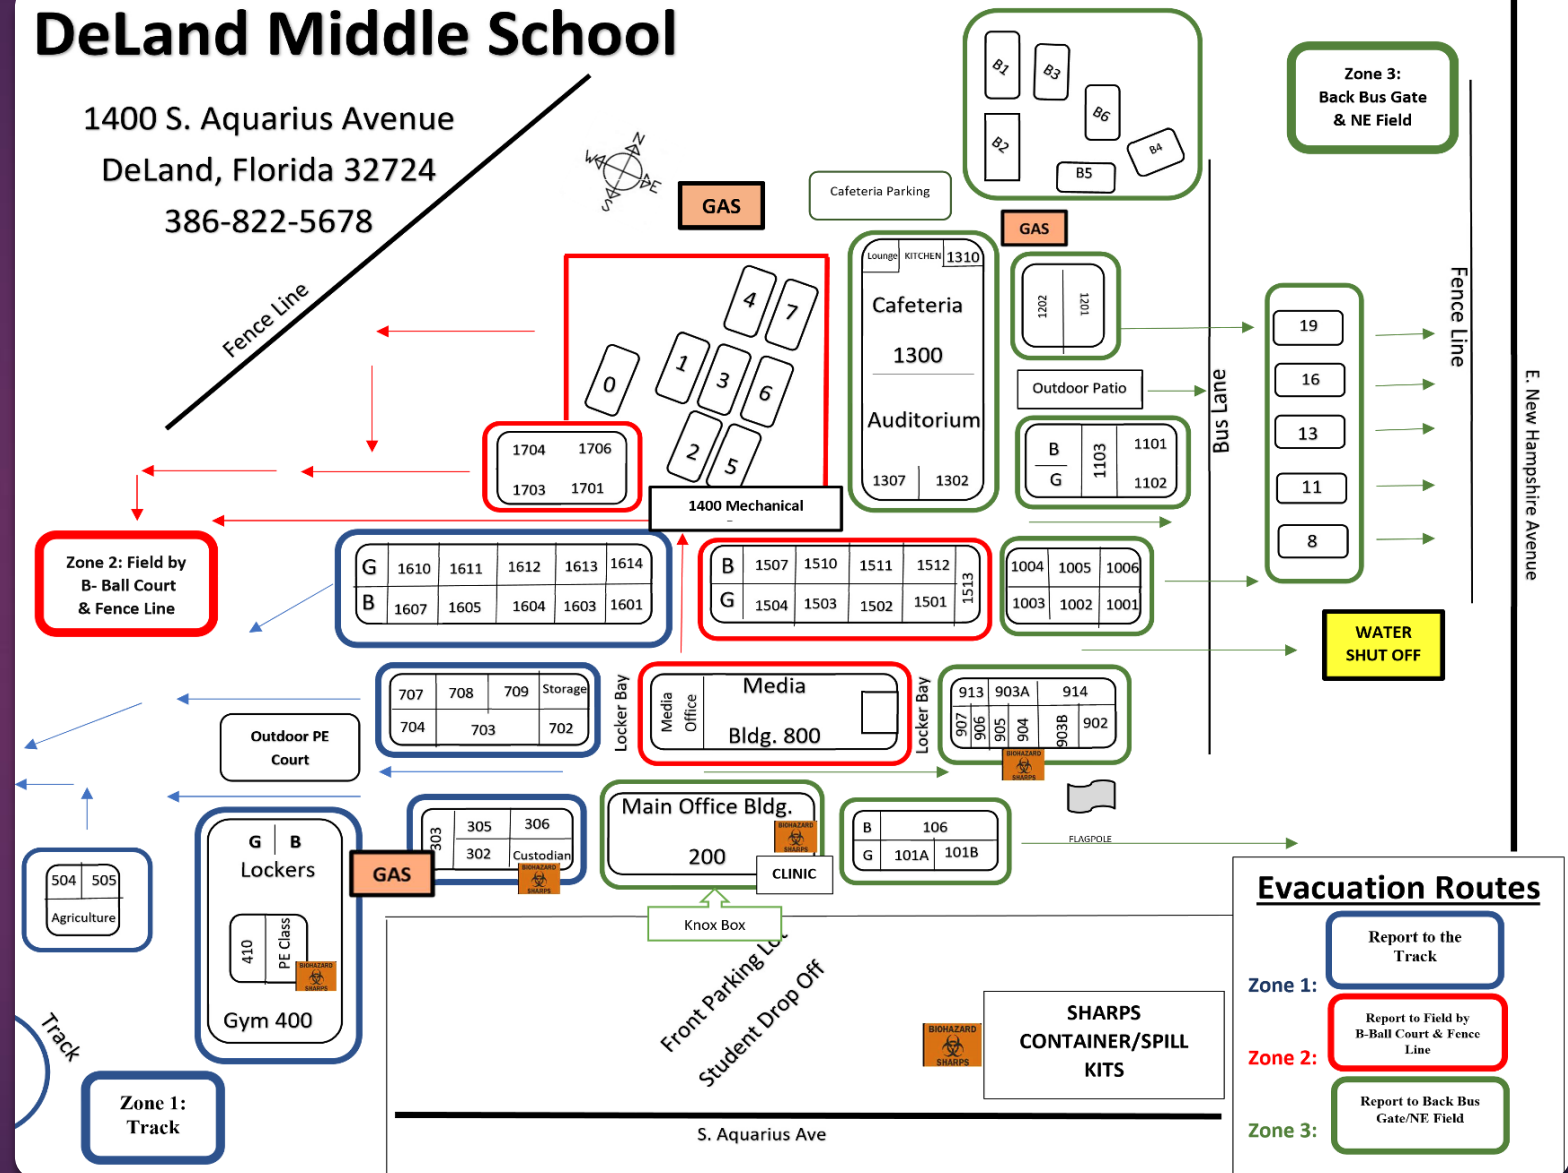 DeLand Middle School
1400 S. Aquarius Avenue
DeLand, Florida 32724
386-822-5678
Fence Line
N
W
E
S
GAS
Cafeteria Parking
B1
B3
B6
B2
B4
B5
GAS
Zone 3:
Back Bus Gate
& NE Field
Fence Line
E. New Hampshire Avenue
Bus Lane
4
7
1
3
6
0
2
5
1704 1706
1703 1701
1400 Mechanical
Lounge KITCHEN 1310
Cafeteria
1300
Auditorium
1307 1302
1202 1201
Outdoor Patio
B 1103 1101
G 1102
19
16
13
11
8
Zone 2: Field by
B- Ball Court
& Fence Line
G 1610 1611 1612 1613 1614
B 1607 1605 1604 1603 1601
B 1507 1510 1511 1512 1513
G 1504 1503 1502 1501
1004 1005 1006
1003 1002 1001
WATER
SHUT OFF
707 708 709 Storage
704 703 702
Locker Bay
Media
Office
Media
Bldg. 800
Locker Bay
913 903A 914
907 906 905 904 903B 902
BIOHAZARD
SHARPS
Outdoor PE
Court
303 305 306
302 Custodian
BIOHAZARD
SHARPS
GAS
Main Office Bldg.
200
BIOHAZARD
SHARPS
CLINIC
Knox Box
B 106
G 101A 101B
FLAGPOLE
504 505
Agriculture
G B
Lockers
410 PE Class
BIOHAZARD
SHARPS
Gym 400
Track
Zone 1:
Track
Front Parking Lot
Student Drop Off
BIOHAZARD
SHARPS
SHARPS
CONTAINER/SPILL
KITS
S. Aquarius Ave
Evacuation Routes
Zone 1:
Report to the
Track
Zone 2:
Report to Field by
B-Ball Court & Fence
Line
Zone 3:
Report to Back Bus
Gate/NE Field